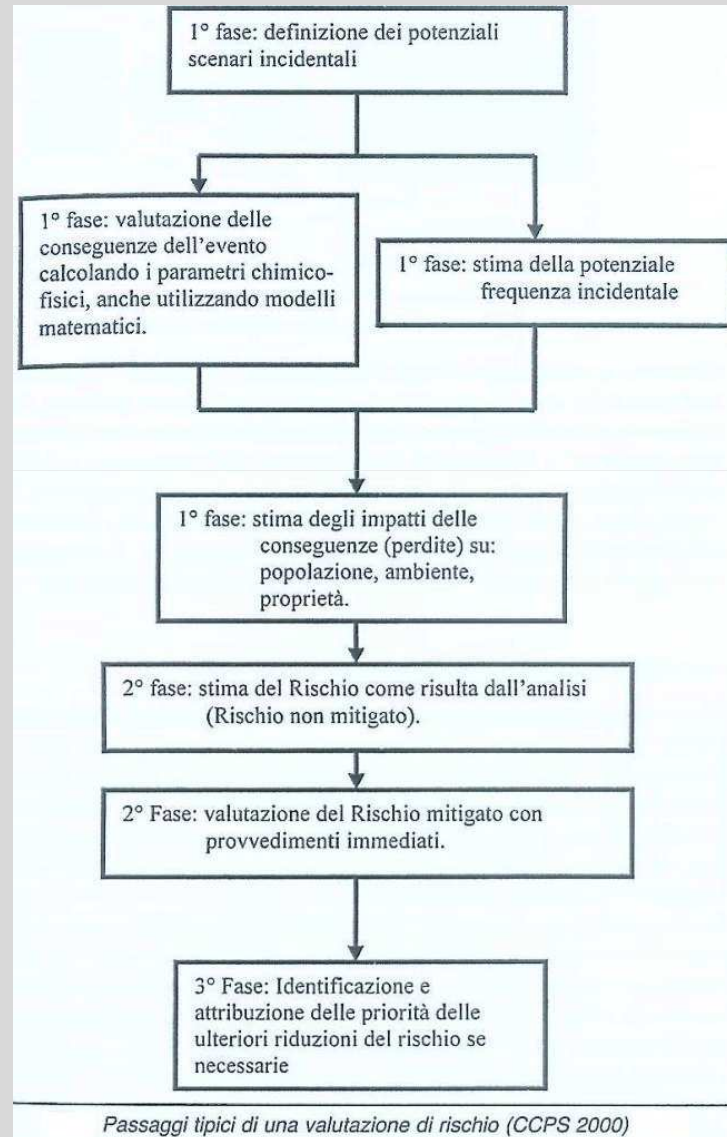 1° fase: definizione dei potenziali
scenari incidentali
1° fase: valutazione delle
conseguenze dell'evento
calcolando i parametri chimico-
fisici, anche utilizzando modelli
matematici.
1° fase: stima della potenziale
frequenza incidentale
1° fase: stima degli impatti delle
conseguenze (perdite) su:
popolazione, ambiente,
proprietà.
2° fase: stima del Rischio come risulta dall'analisi
(Rischio non mitigato).
2° Fase: valutazione del Rischio mitigato con
provvedimenti immediati.
3° Fase: Identificazione e
attribuzione delle priorità delle
ulteriori riduzioni del rischio se
necessarie
Passaggi tipici di una valutazione di rischio (CCPS 2000)